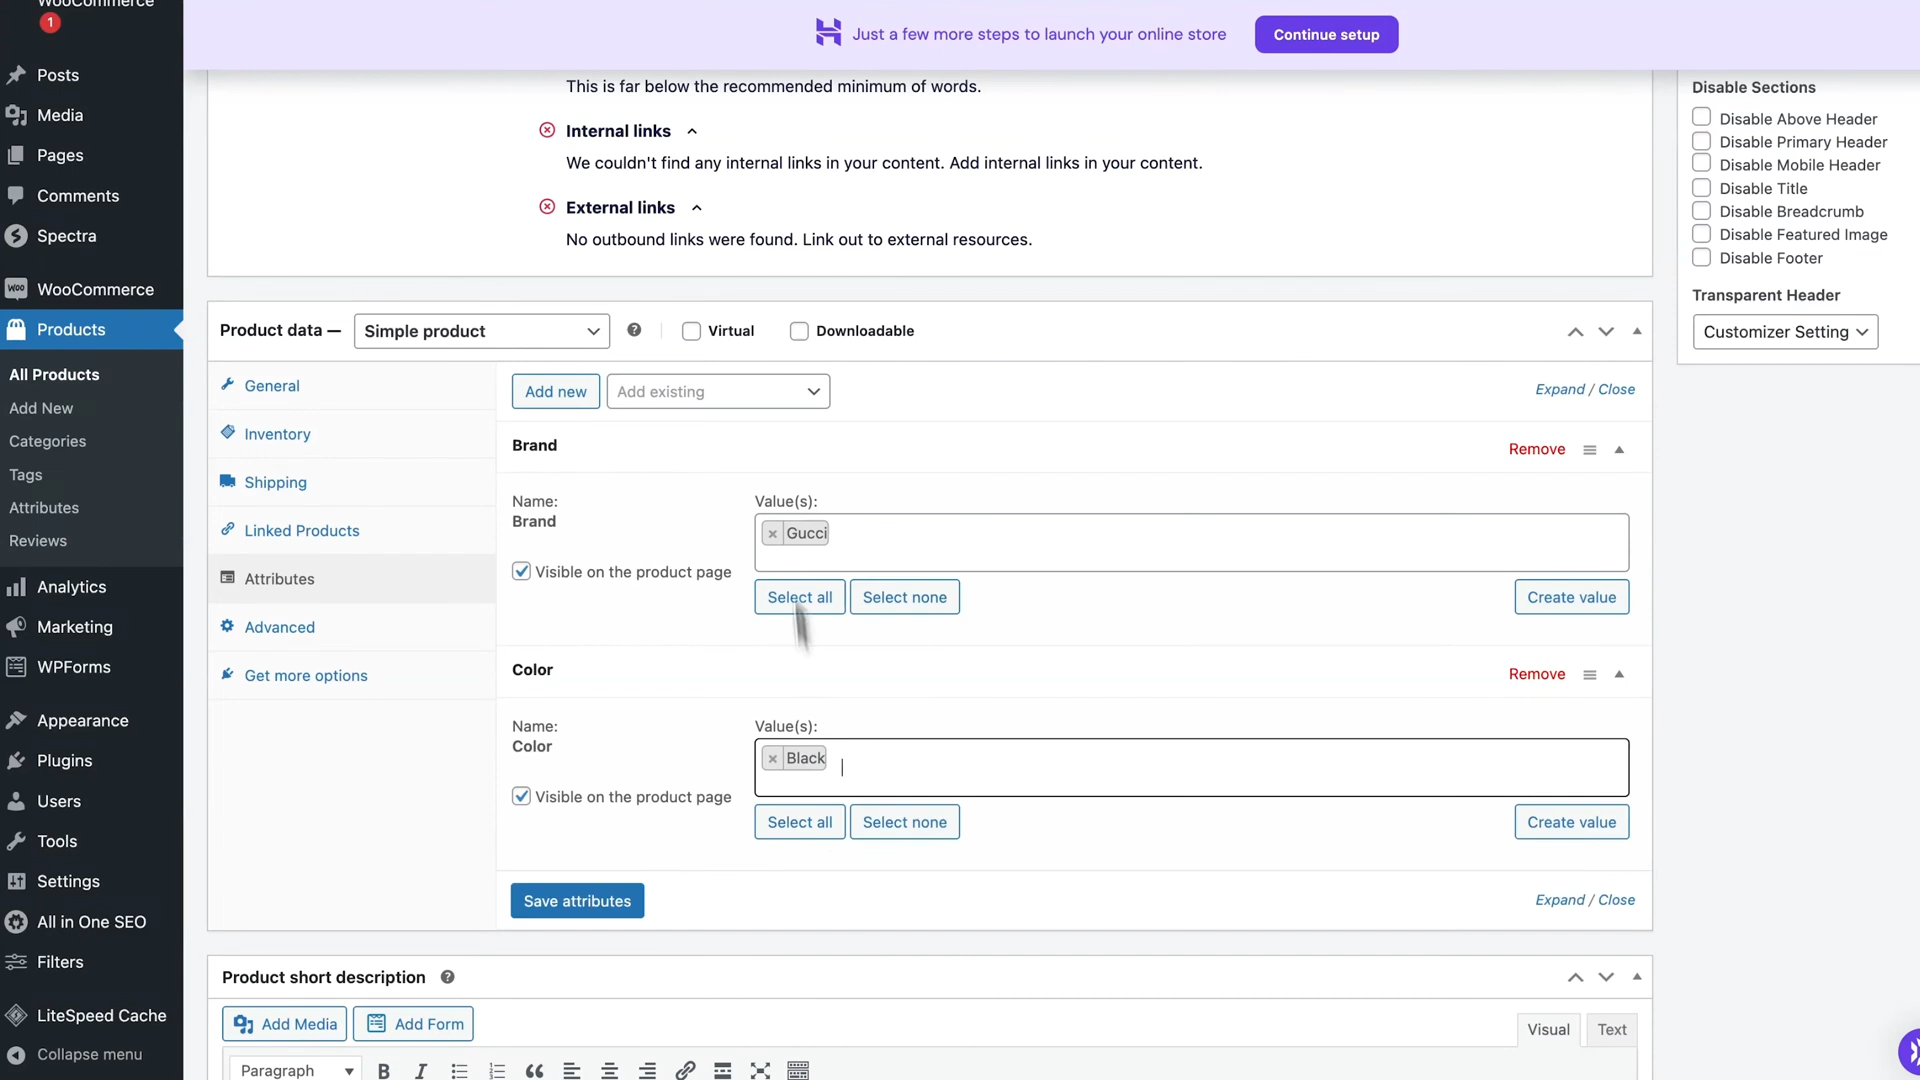 WooCommerce
1
Posts
Media
Pages
Comments
Spectra
WooCommerce
Products
All Products
Add New
Categories
Tags
Attributes
Reviews
Analytics
Marketing
WPForms
Appearance
Plugins
Users
Tools
Settings
All in One SEO
Filters
LiteSpeed Cache
Collapse menu
Just a few more steps to launch your online store
Continue setup
This is far below the recommended minimum of words.
Internal links
We couldn't find any internal links in your content. Add internal links in your content.
External links
No outbound links were found. Link out to external resources.
Product data — Simple product ? Virtual Downloadable
General
Inventory
Shipping
Linked Products
Attributes
Advanced
Get more options
Add new Add existing Expand / Close
Brand Remove
Name: Value(s):
Brand × Gucci
Visible on the product page
Select all Select none Create value
Color Remove
Name: Value(s):
Color × Black
Visible on the product page
Select all Select none Create value
Save attributes Expand / Close
Product short description ?
Add Media Add Form Visual Text
Paragraph B I
Disable Sections
Disable Above Header
Disable Primary Header
Disable Mobile Header
Disable Title
Disable Breadcrumb
Disable Featured Image
Disable Footer
Transparent Header
Customizer Setting